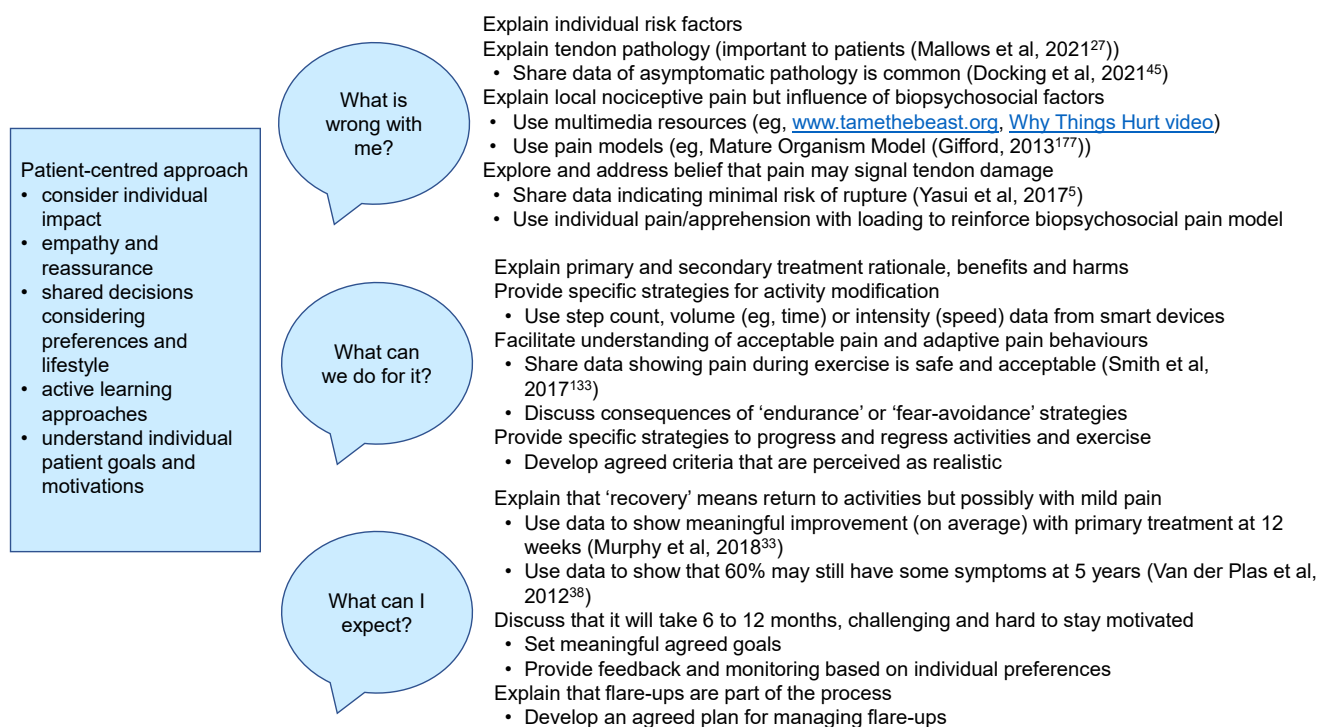 Patient-centred approach
• consider individual
impact
• empathy and
reassurance
• shared decisions
considering
preferences and
lifestyle
• active learning
approaches
• understand individual
patient goals and
motivations
What is
wrong with
me?
Explain individual risk factors
Explain tendon pathology (important to patients (Mallows et al, 2021²⁷))
• Share data of asymptomatic pathology is common (Docking et al, 2021⁴⁵)
Explain local nociceptive pain but influence of biopsychosocial factors
• Use multimedia resources (eg, www.tamethebeast.org, Why Things Hurt video)
• Use pain models (eg, Mature Organism Model (Gifford, 2013¹⁷⁷))
Explore and address belief that pain may signal tendon damage
• Share data indicating minimal risk of rupture (Yasui et al, 2017⁵)
• Use individual pain/apprehension with loading to reinforce biopsychosocial pain model
What can
we do for it?
Explain primary and secondary treatment rationale, benefits and harms
Provide specific strategies for activity modification
• Use step count, volume (eg, time) or intensity (speed) data from smart devices
Facilitate understanding of acceptable pain and adaptive pain behaviours
• Share data showing pain during exercise is safe and acceptable (Smith et al,
2017¹³³)
• Discuss consequences of ‘endurance’ or ‘fear-avoidance’ strategies
Provide specific strategies to progress and regress activities and exercise
• Develop agreed criteria that are perceived as realistic
What can I
expect?
Explain that ‘recovery’ means return to activities but possibly with mild pain
• Use data to show meaningful improvement (on average) with primary treatment at 12
weeks (Murphy et al, 2018³³)
• Use data to show that 60% may still have some symptoms at 5 years (Van der Plas et al,
2012³⁸)
Discuss that it will take 6 to 12 months, challenging and hard to stay motivated
• Set meaningful agreed goals
• Provide feedback and monitoring based on individual preferences
Explain that flare-ups are part of the process
• Develop an agreed plan for managing flare-ups